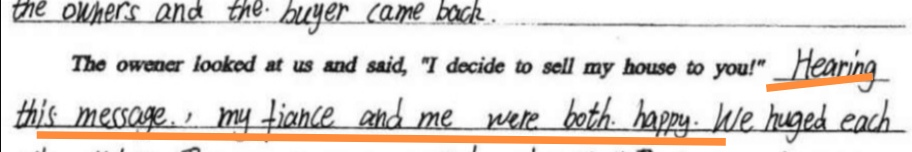 the owners and the. buyer came back.
The owener looked at us and said, "I decide to sell my house to you!" Hearing
this message., my fiance and me were both. happy. We huged each